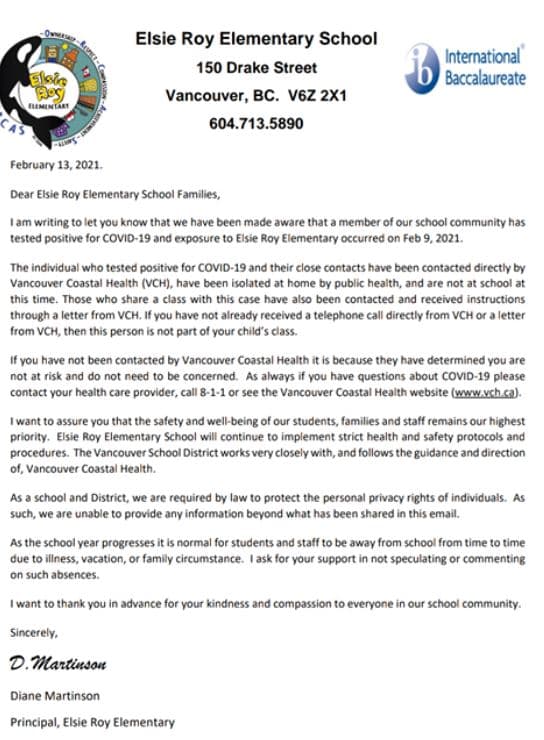 Elsie Roy Elementary School
150 Drake Street
Vancouver, BC. V6Z 2X1
604.713.5890
International
Baccalaureate
Elsie
Roy
ELEMENTARY
February 13, 2021.
Dear Elsie Roy Elementary School Families,
I am writing to let you know that we have been made aware that a member of our school community has
tested positive for COVID-19 and exposure to Elsie Roy Elementary occurred on Feb 9, 2021.
The individual who tested positive for COVID-19 and their close contacts have been contacted directly by
Vancouver Coastal Health (VCH), have been isolated at home by public health, and are not at school at
this time. Those who share a class with this case have also been contacted and received instructions
through a letter from VCH. If you have not already received a telephone call directly from VCH or a letter
from VCH, then this person is not part of your child's class.
If you have not been contacted by Vancouver Coastal Health it is because they have determined you are
not at risk and do not need to be concerned. As always if you have questions about COVID-19 please
contact your health care provider, call 8-1-1 or see the Vancouver Coastal Health website (www.vch.ca).
I want to assure you that the safety and well-being of our students, families and staff remains our highest
priority. Elsie Roy Elementary School will continue to implement strict health and safety protocols and
procedures. The Vancouver School District works very closely with, and follows the guidance and direction
of, Vancouver Coastal Health.
As a school and District, we are required by law to protect the personal privacy rights of individuals. As
such, we are unable to provide any information beyond what has been shared in this email.
As the school year progresses it is normal for students and staff to be away from school from time to time
due to illness, vacation, or family circumstance. I ask for your support in not speculating or commenting
on such absences.
I want to thank you in advance for your kindness and compassion to everyone in our school community.
Sincerely,
D. Martinson
Diane Martinson
Principal, Elsie Roy Elementary